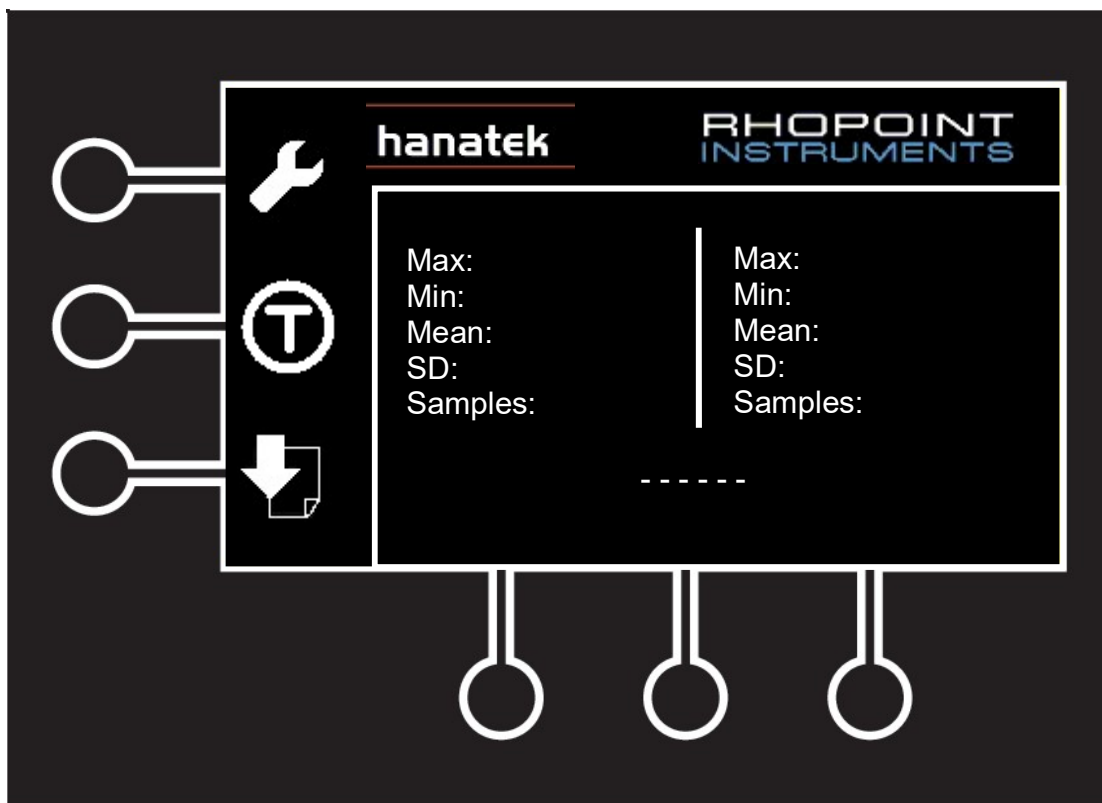 hanatek
RHOPOINT
INSTRUMENTS
T
Max:
Min:
Mean:
SD:
Samples:
Max:
Min:
Mean:
SD:
Samples:
- - - - - -